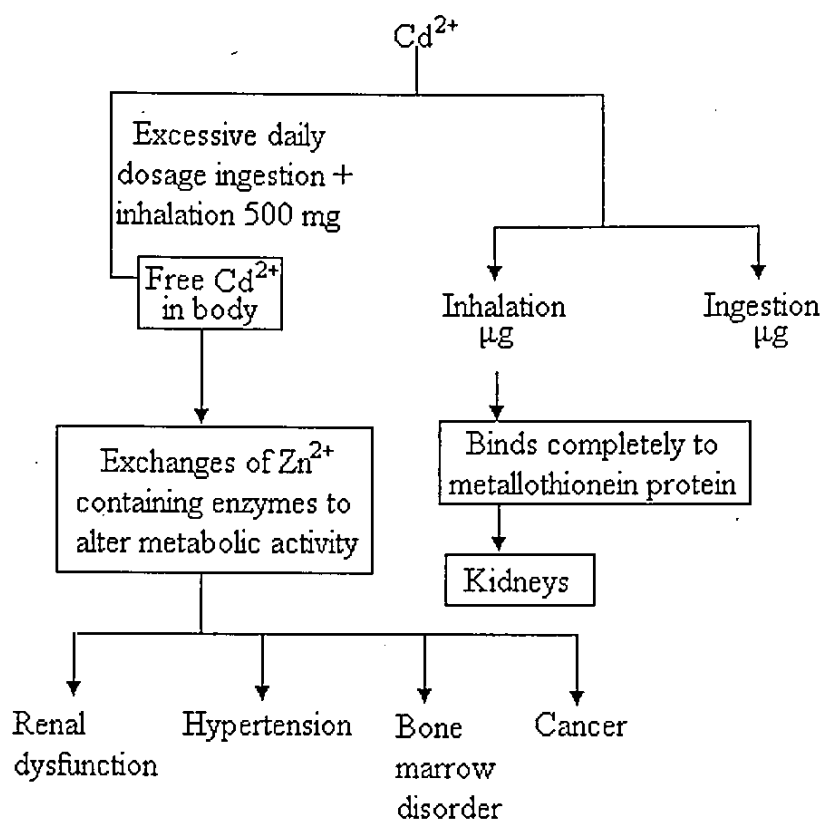 Cd²⁺
Excessive daily
dosage ingestion +
inhalation 500 mg
Free Cd²⁺
in body
Inhalation
μg
Ingestion
μg
Exchanges of Zn²⁺
containing enzymes to
alter metabolic activity
Binds completely to
metallothionein protein
Kidneys
Renal
dysfunction
Hypertension
Bone
marrow
disorder
Cancer